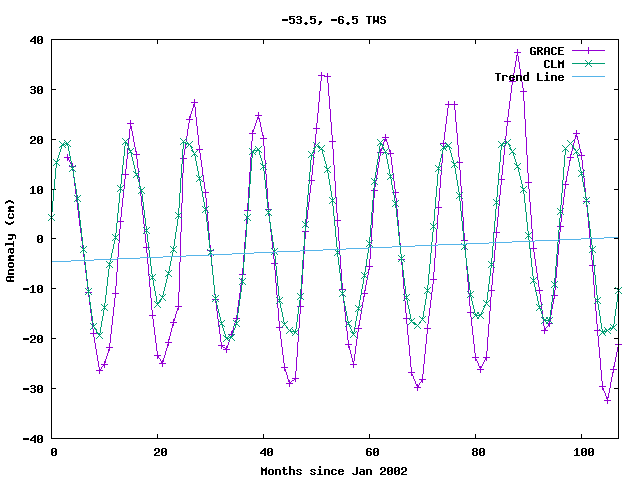 -53.5, -6.5 TWS
40
30
20
10
0
-10
-20
-30
-40
Anomaly (cm)
GRACE
CLM
Trend Line
0 20 40 60 80 100
Months since Jan 2002